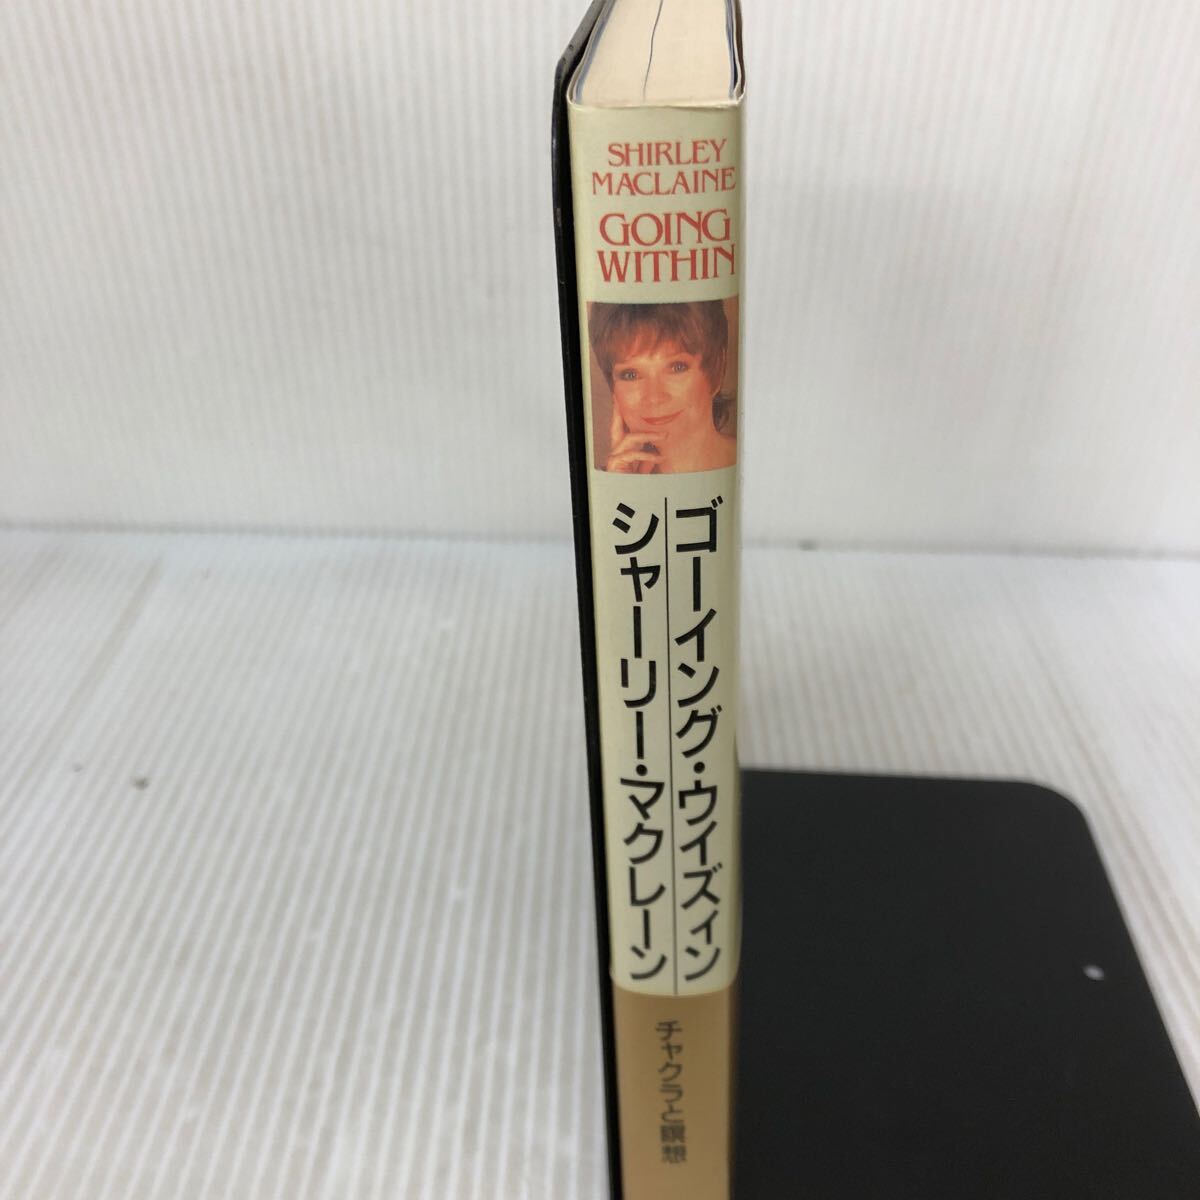 SHIRLEY
MACLAINE
GOING
WITHIN
ゴーイング・ウイズィン
シャーリー・マクレーン
チャクラと瞑想